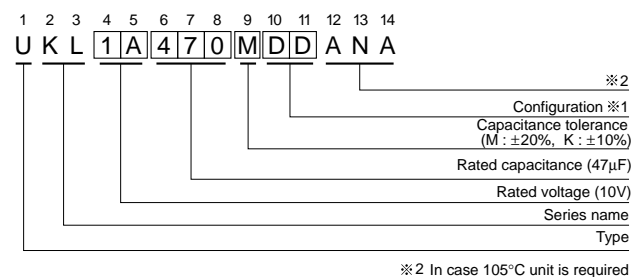 1 2 3 4 5 6 7 8 9 10 11 12 13 14
U K L 1 A 4 7 0 M D D A N A
※2
Configuration ※1
Capacitance tolerance
(M : ±20%, K : ±10%)
Rated capacitance (47μF)
Rated voltage (10V)
Series name
Type
※2 In case 105°C unit is required